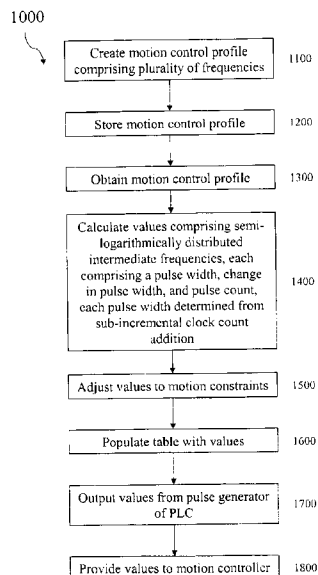 1000
Create motion control profile
comprising plurality of frequencies
1100
Store motion control profile
1200
Obtain motion control profile
1300
Calculate values comprising semi-
logarithmically distributed
intermediate frequencies, each
comprising a pulse width, change
in pulse width, and pulse count,
each pulse width determined from
sub-incremental clock count
addition
1400
Adjust values to motion constraints
1500
Populate table with values
1600
Output values from pulse generator
of PLC
1700
Provide values to motion controller
1800